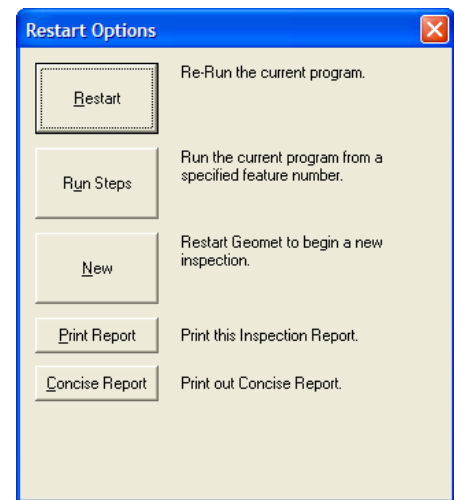 Restart Options
Restart
Re-Run the current program.
Run Steps
Run the current program from a
specified feature number.
New
Restart Geomet to begin a new
inspection.
Print Report
Print this Inspection Report.
Concise Report
Print out Concise Report.